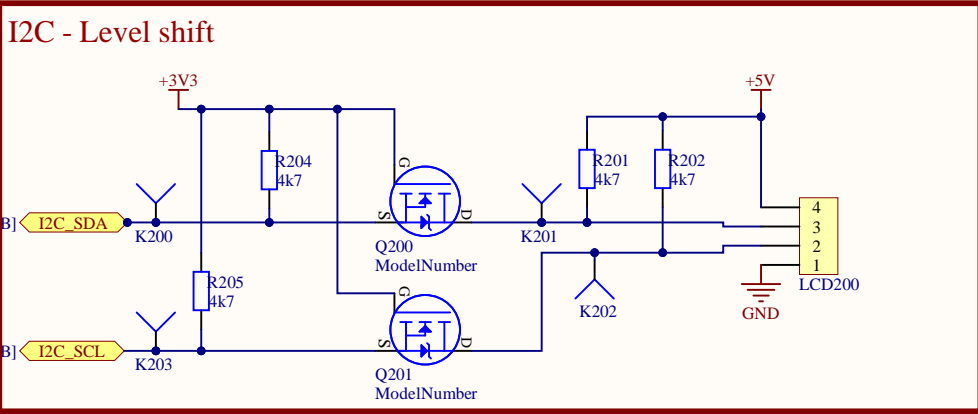 I2C - Level shift
+3V3
+5V
G
R204
4k7
R201
4k7
R202
4k7
B]
I2C_SDA
K200
S
D
K201
4
3
2
1
Q200
ModelNumber
R205
4k7
G
K202
LCD200
GND
B]
I2C_SCL
K203
S
D
Q201
ModelNumber